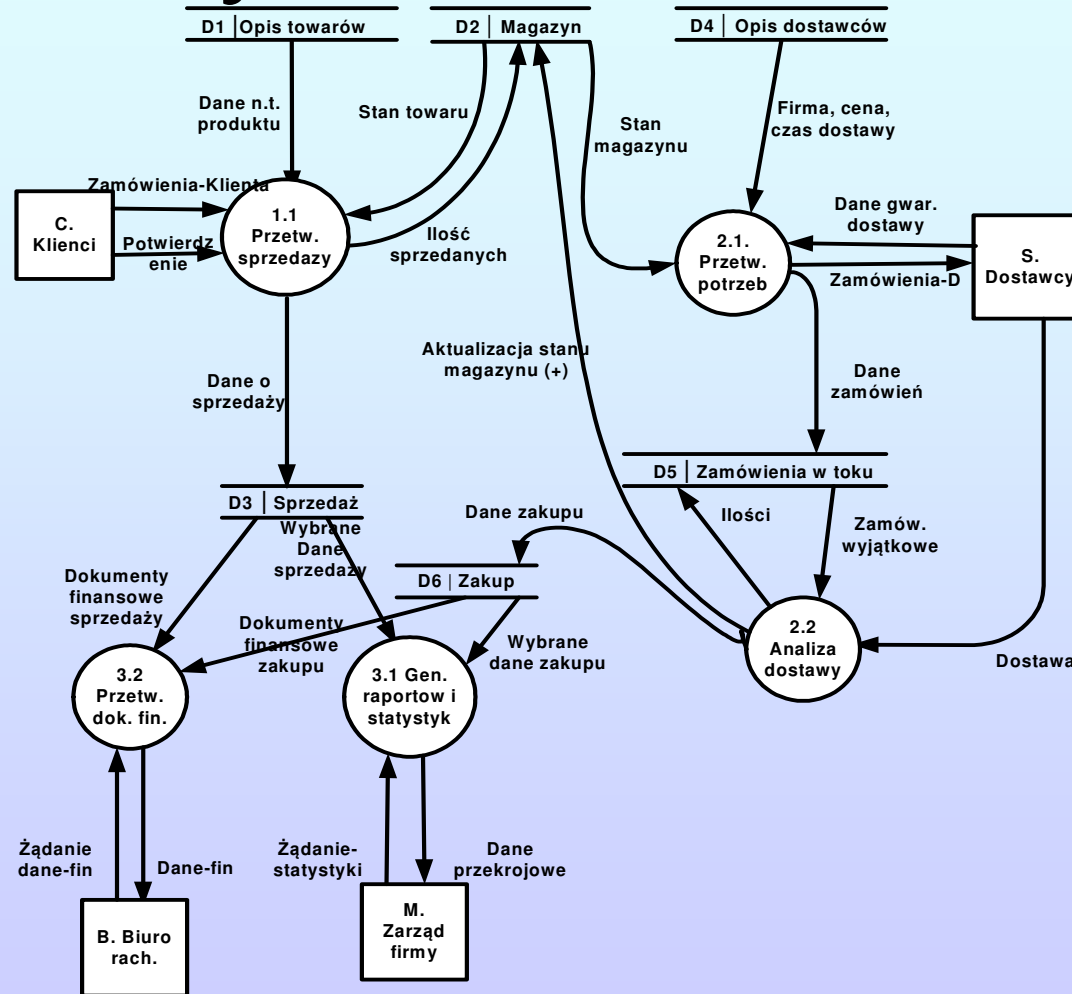 D1 | Opis towarów
D2 | Magazyn
D4 | Opis dostawców
Dane n.t.
produktu
Stan towaru
Stan
magazynu
Firma, cena,
czas dostawy
Zamówienia-Klienta
C.
Klienci
Potwierdz
enie
1.1
Przetw.
sprzedazy
Ilość
sprzedanych
2.1.
Przetw.
potrzeb
Dane gwar.
dostawy
Zamówienia-D
S.
Dostawcy
Aktualizacja stanu
magazynu (+)
Dane o
sprzedaży
Dane
zamówień
D5 | Zamówienia w toku
D3 | Sprzedaż
Wybrane
Dane
sprzedaży
Dane zakupu
Ilości
Zamów.
wyjątkowe
D6 | Zakup
Dokumenty
finansowe
sprzedaży
Dokumenty
finansowe
zakupu
Wybrane
dane zakupu
2.2
Analiza
dostawy
Dostawa
3.2
Przetw.
dok. fin.
3.1 Gen.
raportow i
statystyk
Żądanie
dane-fin
Dane-fin
Żądanie-
statystyki
Dane
przekrojowe
B. Biuro
rach.
M.
Zarząd
firmy